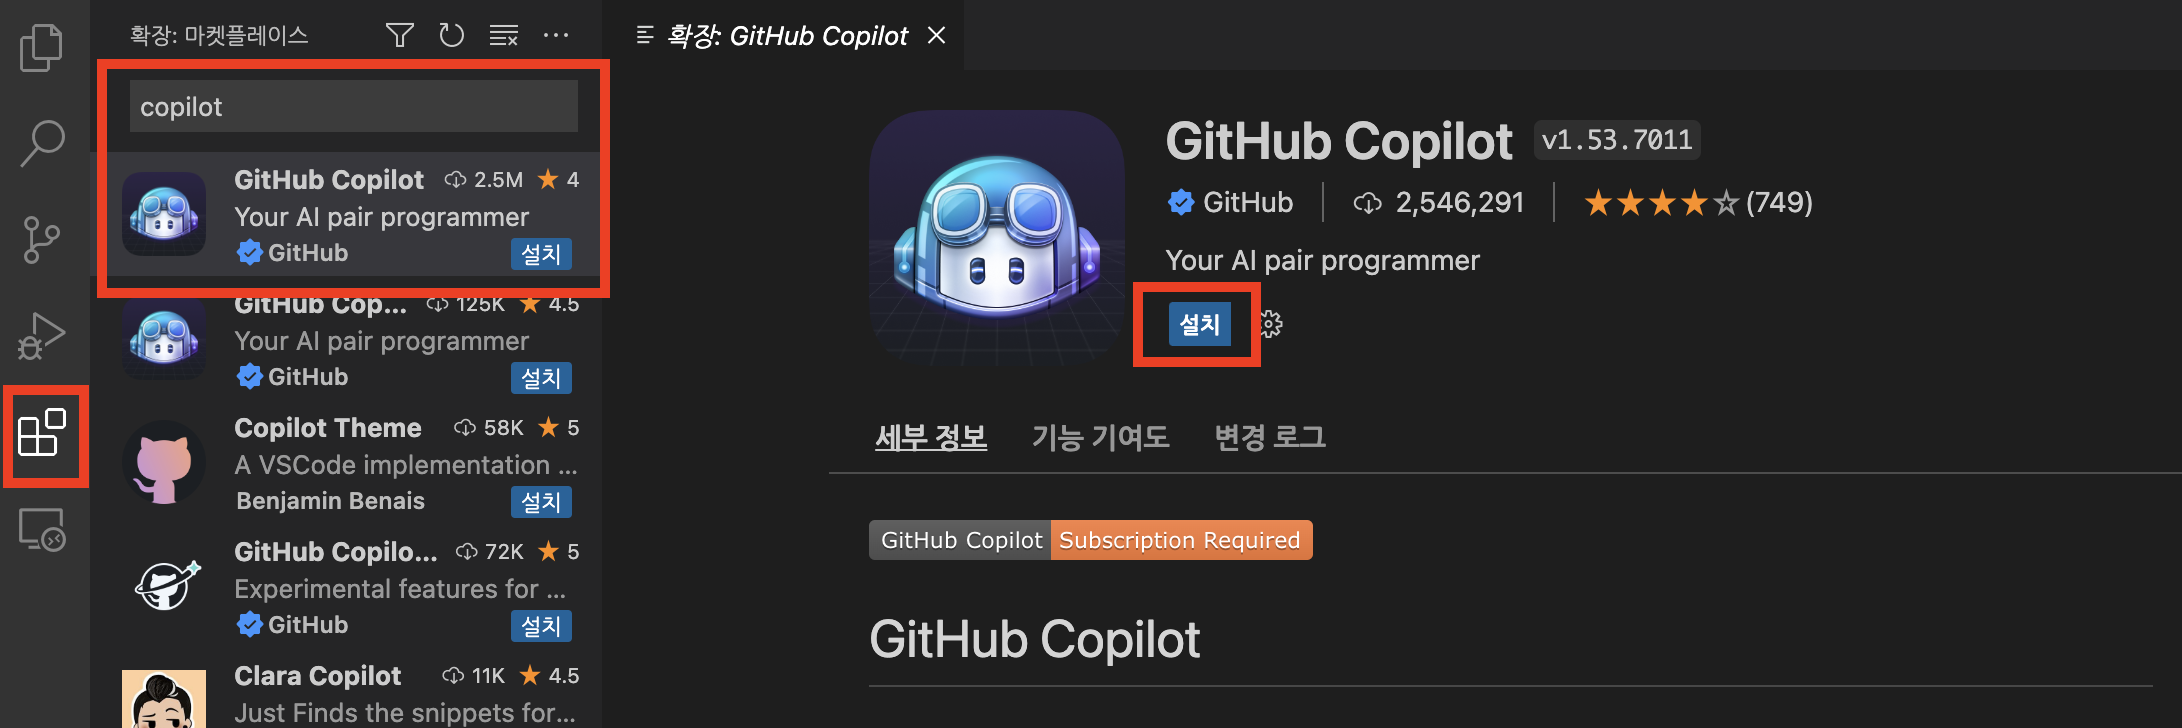 확장: 마켓플레이스
copilot
GitHub Copilot 2.5M 4
Your AI pair programmer
GitHub 설치
GitHub Cop... 125K 4.5
Your AI pair programmer
GitHub 설치
Copilot Theme 58K 5
A VSCode implementation ...
Benjamin Benais 설치
GitHub Copilo... 72K 5
Experimental features for ...
GitHub 설치
Clara Copilot 11K 4.5
Just Finds the snippets for...
확장: GitHub Copilot
GitHub Copilot v1.53.7011
GitHub 2,546,291 (749)
Your AI pair programmer
설치
세부 정보 기능 기여도 변경 로그
GitHub Copilot Subscription Required
GitHub Copilot